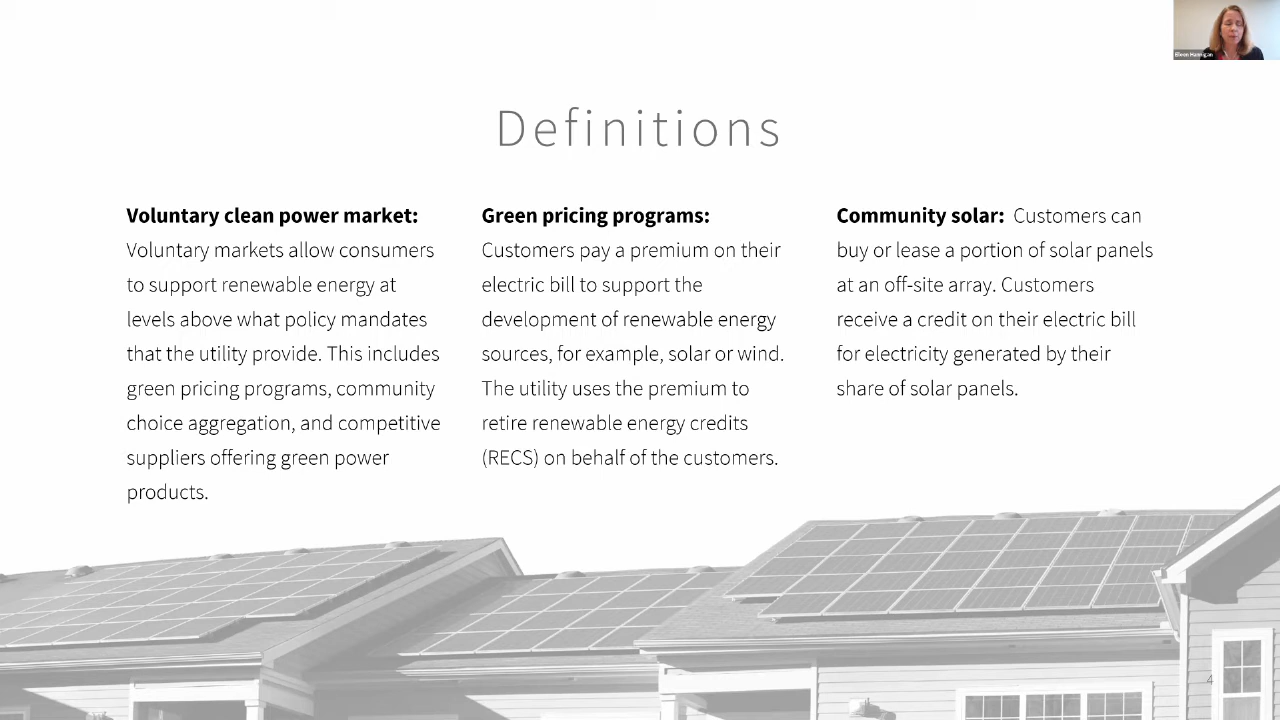 Eileen Hannigan
Definitions
Voluntary clean power market:
Voluntary markets allow consumers
to support renewable energy at
levels above what policy mandates
that the utility provide. This includes
green pricing programs, community
choice aggregation, and competitive
suppliers offering green power
products.
Green pricing programs:
Customers pay a premium on their
electric bill to support the
development of renewable energy
sources, for example, solar or wind.
The utility uses the premium to
retire renewable energy credits
(RECS) on behalf of the customers.
Community solar: Customers can
buy or lease a portion of solar panels
at an off-site array. Customers
receive a credit on their electric bill
for electricity generated by their
share of solar panels.
4